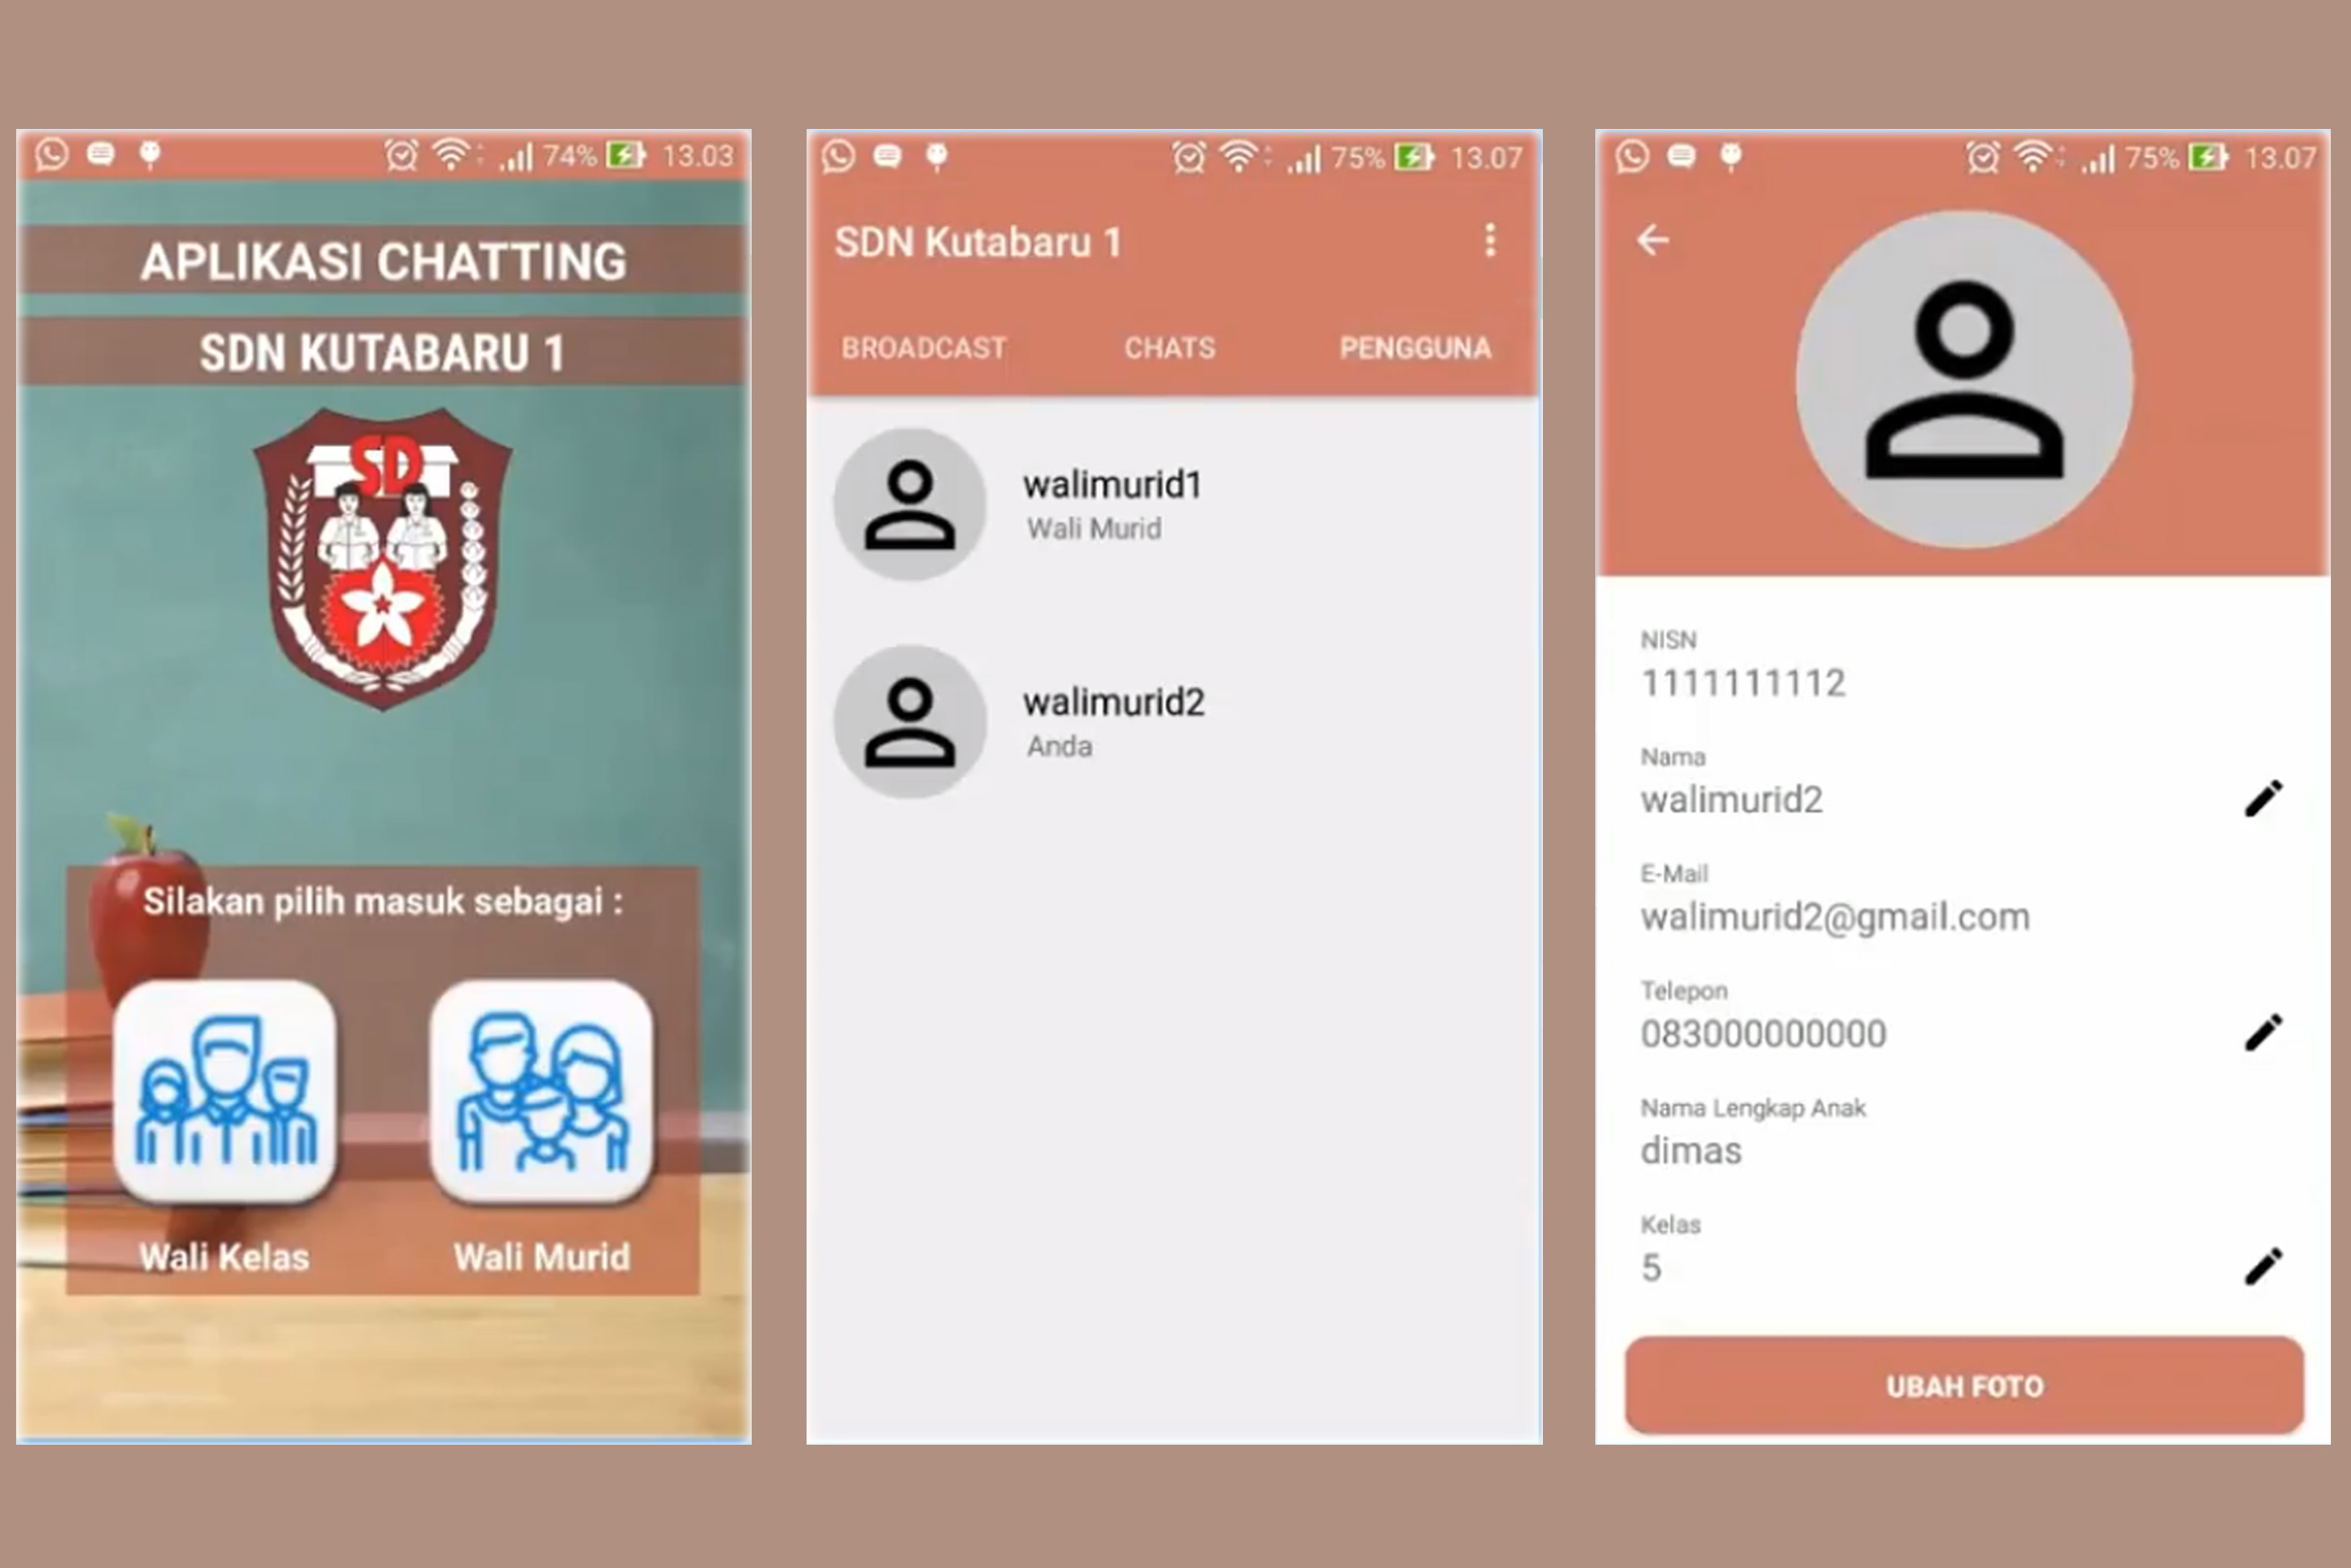 74% 13.03
APLIKASI CHATTING
SDN KUTABARU 1
SD
Silakan pilih masuk sebagai :
Wali Kelas Wali Murid
75% 13.07
SDN Kutabaru 1
BROADCAST CHATS PENGGUNA
walimurid1
Wali Murid
walimurid2
Anda
75% 13.07
NISN
1111111112
Nama
walimurid2
E-Mail
walimurid2@gmail.com
Telepon
083000000000
Nama Lengkap Anak
dimas
Kelas
5
UBAH FOTO